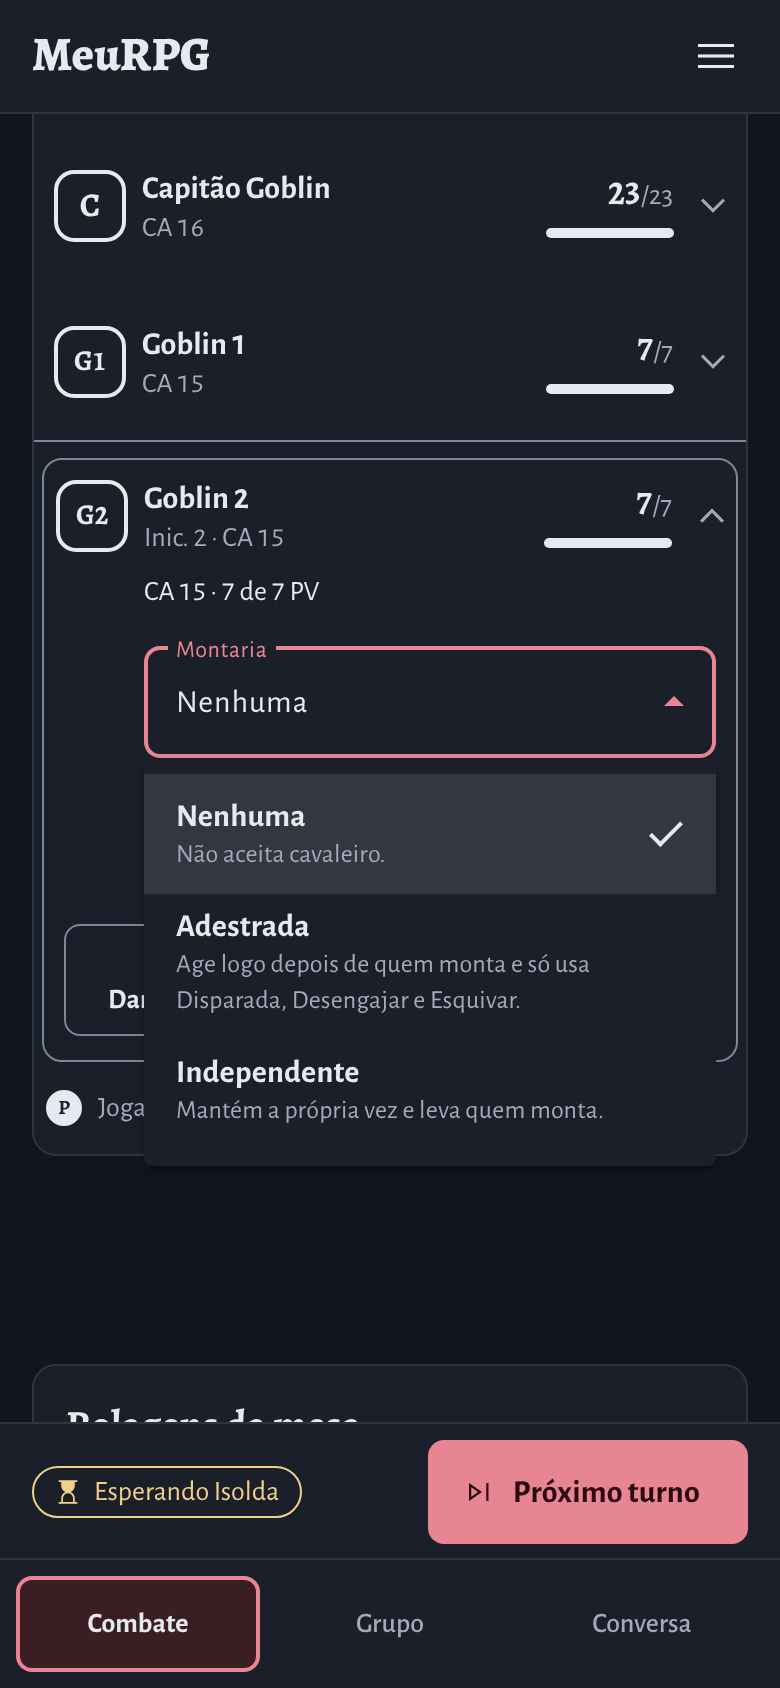 MeuRPG
C
Capitão Goblin
CA 16
23/23
G1
Goblin 1
CA 15
7/7
G2
Goblin 2
Inic. 2 · CA 15
7/7
CA 15 · 7 de 7 PV
Montaria
Nenhuma
Nenhuma
Não aceita cavaleiro.
Adestrada
Age logo depois de quem monta e só usa
Disparada, Desengajar e Esquivar.
Independente
Mantém a própria vez e leva quem monta.
P
Esperando Isolda
Próximo turno
Combate
Grupo
Conversa